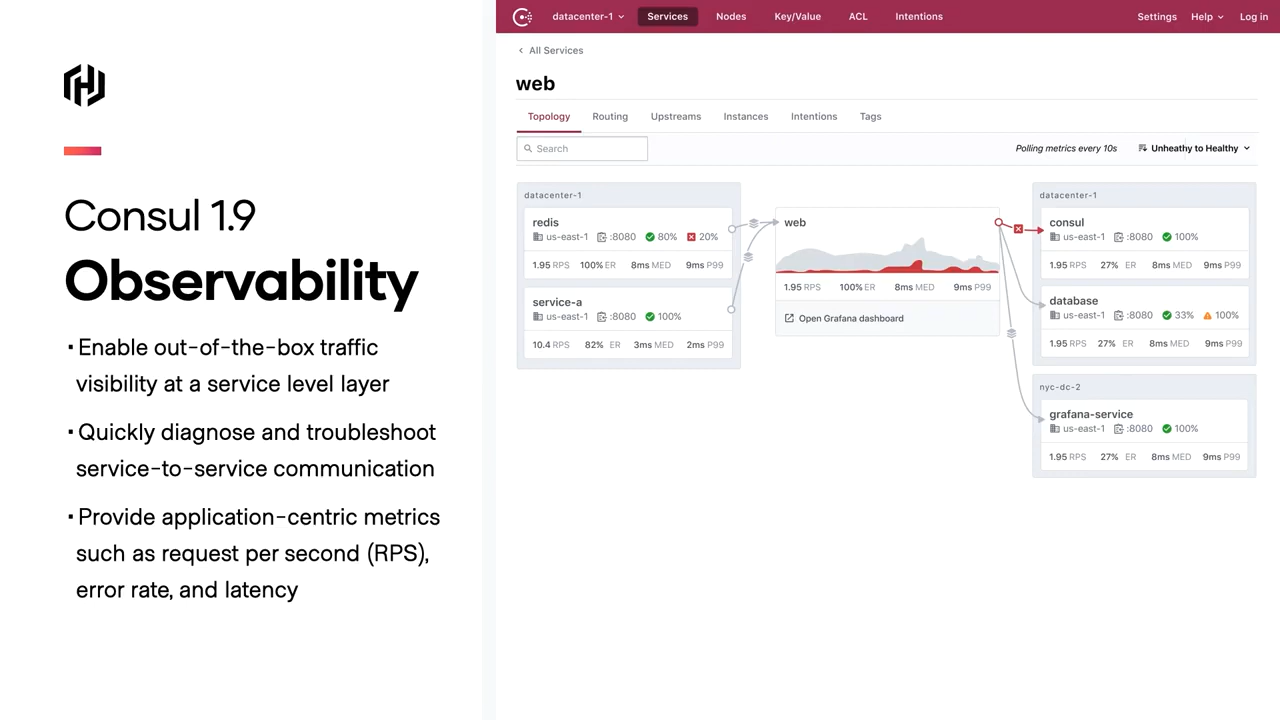 Consul 1.9
Observability
▪ Enable out-of-the-box traffic
visibility at a service level layer
▪ Quickly diagnose and troubleshoot
service-to-service communication
▪ Provide application-centric metrics
such as request per second (RPS),
error rate, and latency
datacenter-1 Services Nodes Key/Value ACL Intentions Settings Help Log in
‹ All Services
web
Topology Routing Upstreams Instances Intentions Tags
Search Polling metrics every 10s Unheathy to Healthy
datacenter-1
redis
us-east-1 :8080 80% 20%
1.95 RPS 100% ER 8ms MED 9ms P99
service-a
us-east-1 :8080 100%
10.4 RPS 82% ER 3ms MED 2ms P99
web
1.95 RPS 100% ER 8ms MED 9ms P99
Open Grafana dashboard
datacenter-1
consul
us-east-1 :8080 100%
1.95 RPS 27% ER 8ms MED 9ms P99
database
us-east-1 :8080 33% 100%
1.95 RPS 27% ER 8ms MED 9ms P99
nyc-dc-2
grafana-service
us-east-1 :8080 100%
1.95 RPS 27% ER 8ms MED 9ms P99